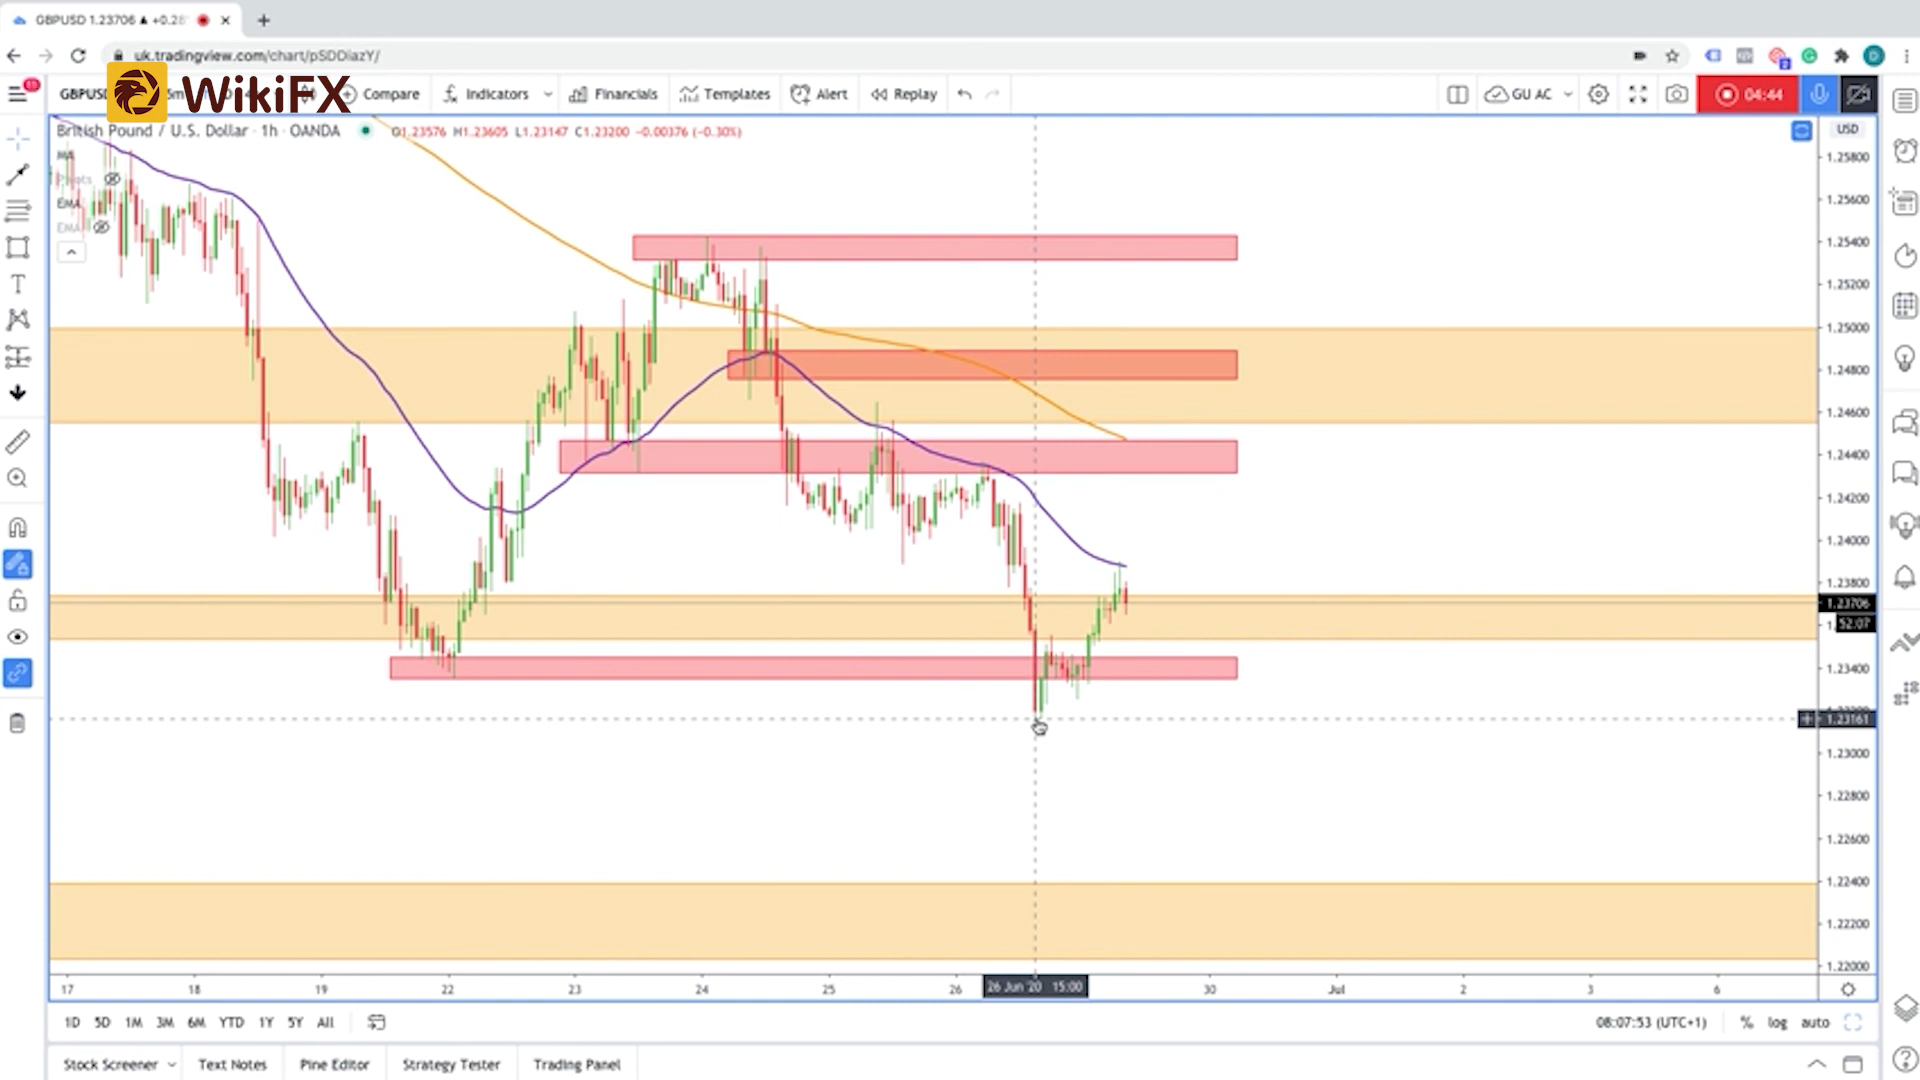 GBPUSD 1.23706 ▲ +0.28
uk.tradingview.com/chart/pSDDiazY/
WikiFX
GBPUSD
Compare
Indicators
Financials
Templates
Alert
Replay
GU AC
04:44
British Pound / U.S. Dollar · 1h · OANDA
O1.23576 H1.23605 L1.23147 C1.23200 −0.00376 (−0.30%)
MA
Pivots
EMA
EMA
USD
1.25800
1.25600
1.25400
1.25200
1.25000
1.24800
1.24600
1.24400
1.24200
1.24000
1.23800
1.23706
52:07
1.23400
1.23161
1.23000
1.22800
1.22600
1.22400
1.22200
1.22000
17 18 19 22 23 24 25 26 26 Jun '20 15:00 30 Jul 2 3 6
1D 5D 1M 3M 6M YTD 1Y 5Y All
08:07:53 (UTC+1) % log auto
Stock Screener Text Notes Pine Editor Strategy Tester Trading Panel